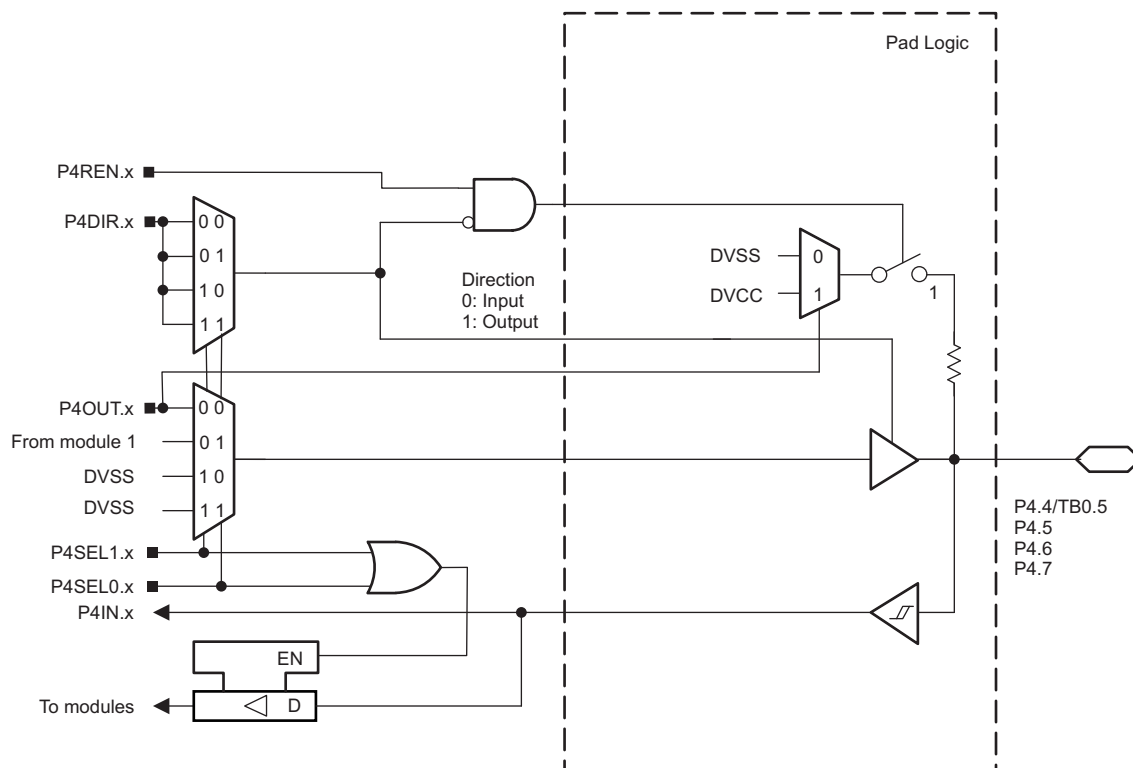 Pad Logic
P4REN.x
P4DIR.x
0 0
0 1
1 0
1 1
Direction
0: Input
1: Output
DVSS
DVCC
0
1
1
P4OUT.x
From module 1
DVSS
DVSS
0 0
0 1
1 0
1 1
P4.4/TB0.5
P4.5
P4.6
P4.7
P4SEL1.x
P4SEL0.x
P4IN.x
EN
D
To modules